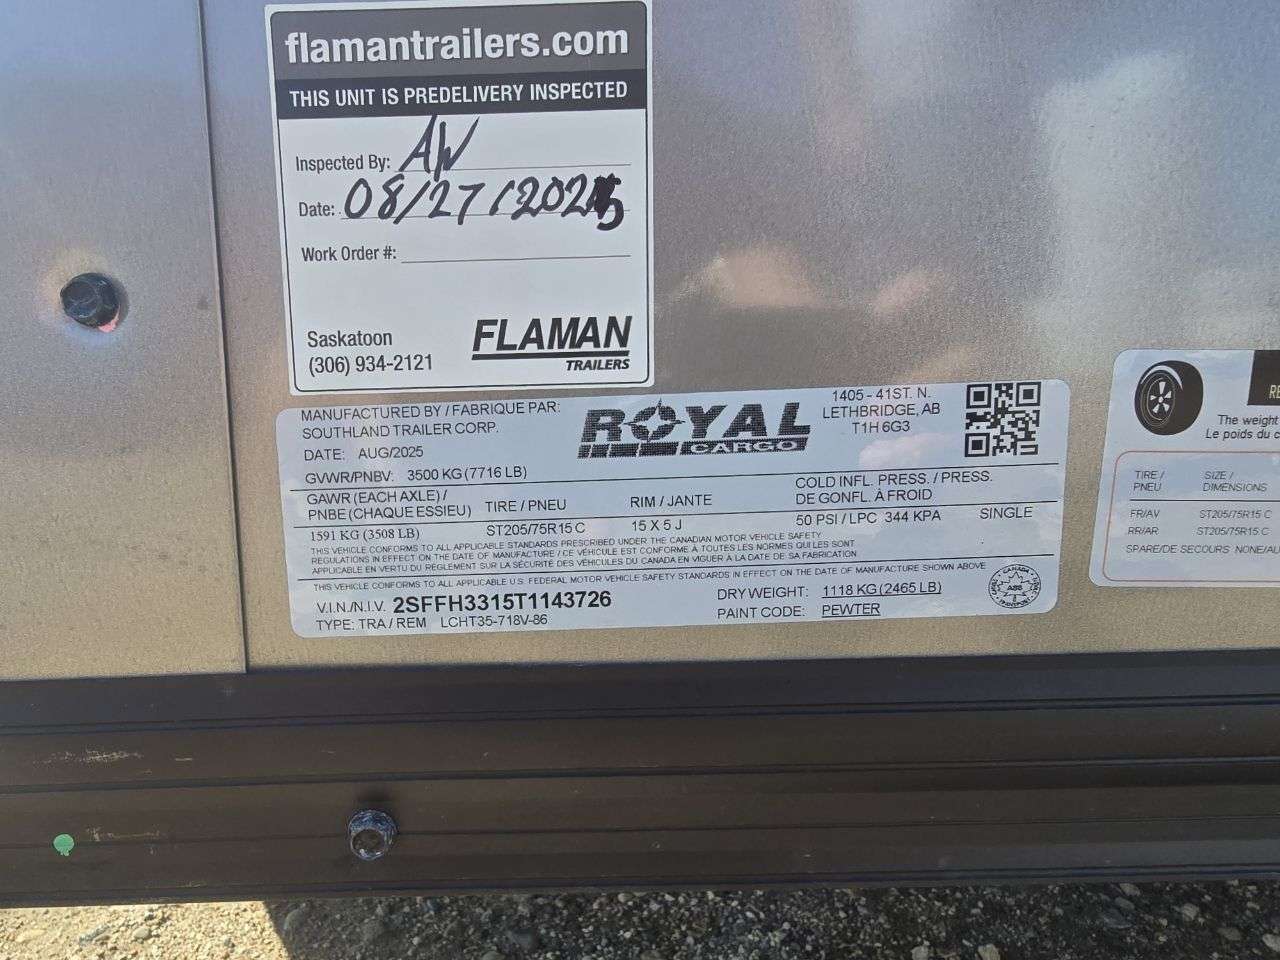 flamantrailers.com
THIS UNIT IS PREDELIVERY INSPECTED
Inspected By: AW
Date: 08/27/2025
Work Order #:
Saskatoon
(306) 934-2121
FLAMAN
TRAILERS
MANUFACTURED BY / FABRIQUE PAR:
SOUTHLAND TRAILER CORP.
DATE: AUG/2025
ROYAL
CARGO
1405 - 41ST. N.
LETHBRIDGE, AB
T1H 6G3
GVWR/PNBV: 3500 KG (7716 LB)
GAWR (EACH AXLE) /
PNBE (CHAQUE ESSIEU)
TIRE / PNEU
RIM / JANTE
COLD INFL. PRESS. / PRESS.
DE GONFL. À FROID
1591 KG (3508 LB)
ST205/75R15 C
15 X 5 J
50 PSI / LPC 344 KPA
SINGLE
THIS VEHICLE CONFORMS TO ALL APPLICABLE STANDARDS PRESCRIBED UNDER THE CANADIAN MOTOR VEHICLE SAFETY
REGULATIONS IN EFFECT ON THE DATE OF MANUFACTURE / CE VÉHICULE EST CONFORME À TOUTES LES NORMES QUI LES SONT
APPLICABLE EN VERTU DU RÈGLEMENT SUR LA SÉCURITÉ DES VÉHICULES DU CANADA EN VIGUER A LA DATE DE SA FABRICATION
THIS VEHICLE CONFORMS TO ALL APPLICABLE U.S. FEDERAL MOTOR VEHICLE SAFETY STANDARDS IN EFFECT ON THE DATE OF MANUFACTURE SHOWN ABOVE
V.I.N./N.I.V. 2SFFH3315T1143726
TYPE: TRA / REM LCHT35-718V-86
DRY WEIGHT: 1118 KG (2465 LB)
PAINT CODE: PEWTER
CANADA
TRANSPORT
The weight
Le poids du
TIRE /
PNEU
SIZE /
DIMENSIONS
FR/AV ST205/75R15
RR/AR ST205/75R15
SPARE/DE SECOURS